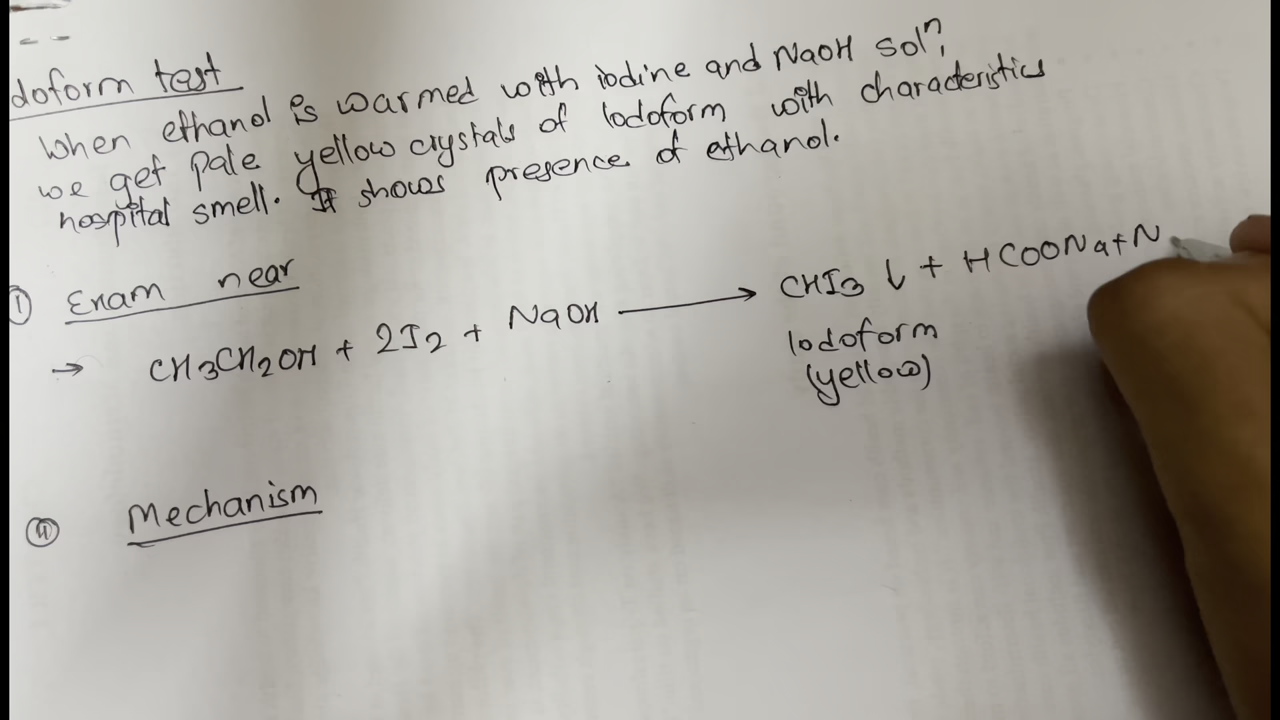 doform test
When ethanol is warmed with iodine and NaOH solⁿ,
we get pale yellow crystals of Iodoform with characteristics
hospital smell. It shows presence of ethanol.
① Exam near
→ CH3CH2OH + 2I2 + NaOH ⟶ CHI3 ↓ + HCOONa + N
Iodoform
(yellow)
② Mechanism